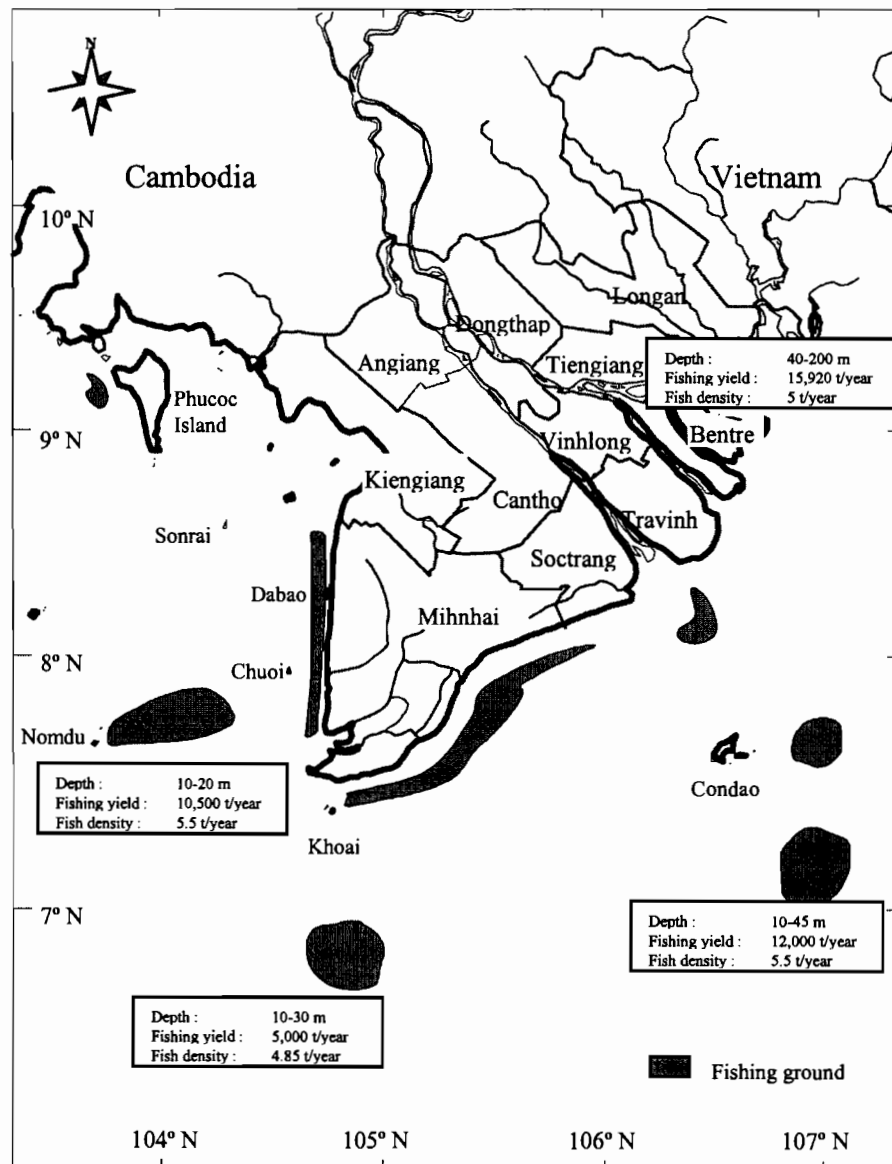 N
Cambodia
Vietnam
10° N
Longan
Dongthap
Angiang
Tiengiang
Depth : 40-200 m
Fishing yield : 15,920 t/year
Fish density : 5 t/year
Phucoc
Island
9° N
Bentre
Vinhlong
Kiengiang
Cantho
Travinh
Sonrai
Soctrang
Dabao
Mihnhai
8° N
Chuoi
Nomdu
Depth : 10-20 m
Fishing yield : 10,500 t/year
Fish density : 5.5 t/year
Condao
Khoai
7° N
Depth : 10-45 m
Fishing yield : 12,000 t/year
Fish density : 5.5 t/year
Depth : 10-30 m
Fishing yield : 5,000 t/year
Fish density : 4.85 t/year
Fishing ground
104° N
105° N
106° N
107° N